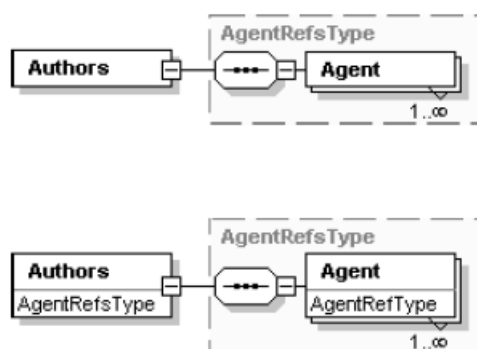 AgentRefsType
Authors
Agent
1..∞
AgentRefsType
Authors
Agent
AgentRefsType
AgentRefType
1..∞